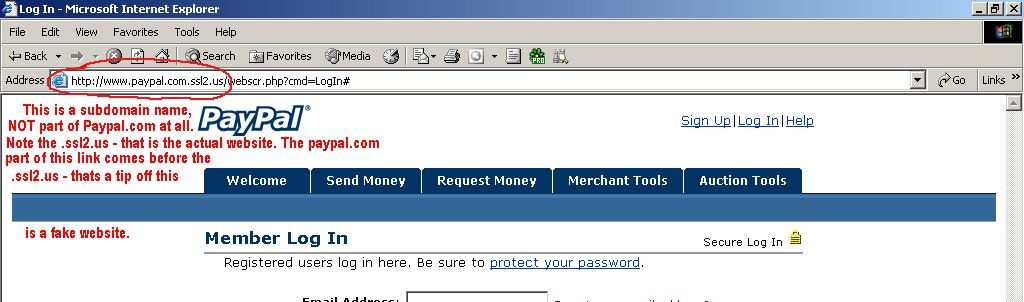 Log In - Microsoft Internet Explorer
File Edit View Favorites Tools Help
Back Search Favorites Media PRO
Address http://www.paypal.com.ssl2.us/webscr.php?cmd=LogIn# Go Links »
This is a subdomain name,
NOT part of Paypal.com at all.
Note the .ssl2.us - that is the actual website. The paypal.com
part of this link comes before the
.ssl2.us - thats a tip off this
is a fake website.
PayPal®
Sign Up | Log In | Help
Welcome Send Money Request Money Merchant Tools Auction Tools
Member Log In Secure Log In
Registered users log in here. Be sure to protect your password.
Email Address: